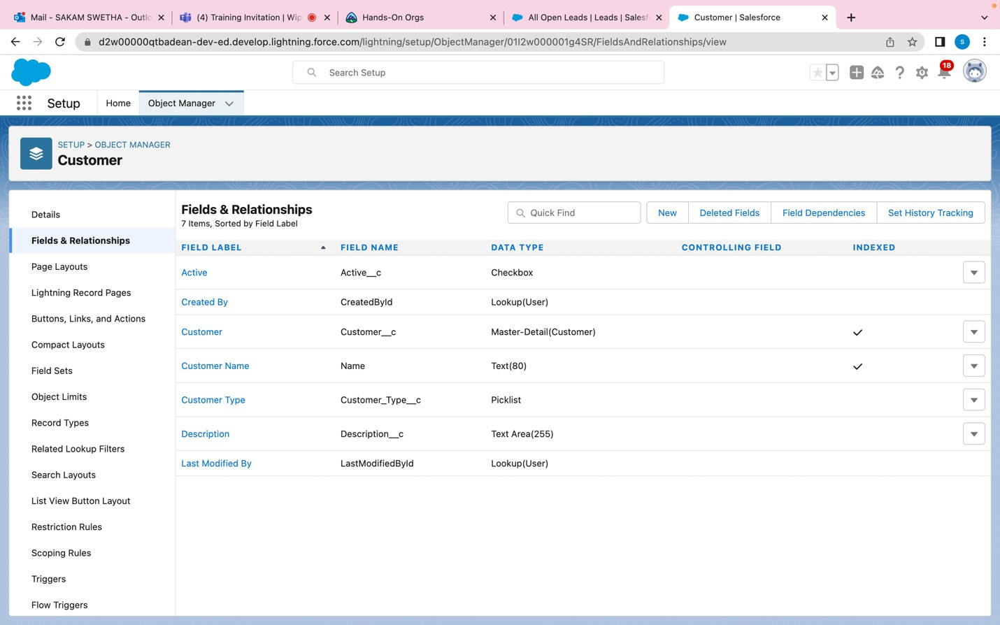 Mail - SAKAM SWETHA - Outlo
(4) Training Invitation | Wip
Hands-On Orgs
All Open Leads | Leads | Salesf
Customer | Salesforce
d2w00000qtbadean-dev-ed.develop.lightning.force.com/lightning/setup/ObjectManager/01I2w000001g4SR/FieldsAndRelationships/view
S
Search Setup
18
Setup
Home
Object Manager
SETUP > OBJECT MANAGER
Customer
Details
Fields & Relationships
Page Layouts
Lightning Record Pages
Buttons, Links, and Actions
Compact Layouts
Field Sets
Object Limits
Record Types
Related Lookup Filters
Search Layouts
List View Button Layout
Restriction Rules
Scoping Rules
Triggers
Flow Triggers
Fields & Relationships
7 Items, Sorted by Field Label
Quick Find
New
Deleted Fields
Field Dependencies
Set History Tracking
FIELD LABEL FIELD NAME DATA TYPE CONTROLLING FIELD INDEXED
Active Active__c Checkbox
Created By CreatedById Lookup(User)
Customer Customer__c Master-Detail(Customer)
Customer Name Name Text(80)
Customer Type Customer_Type__c Picklist
Description Description__c Text Area(255)
Last Modified By LastModifiedById Lookup(User)